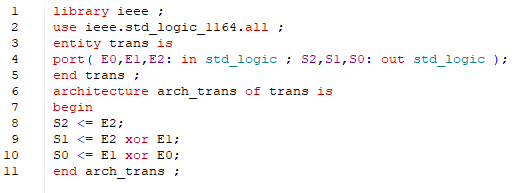 1 library ieee ;
2 use ieee.std_logic_1164.all ;
3 entity trans is
4 port( E0,E1,E2: in std_logic ; S2,S1,S0: out std_logic );
5 end trans ;
6 architecture arch_trans of trans is
7 begin
8 S2 <= E2;
9 S1 <= E2 xor E1;
10 S0 <= E1 xor E0;
11 end arch_trans ;